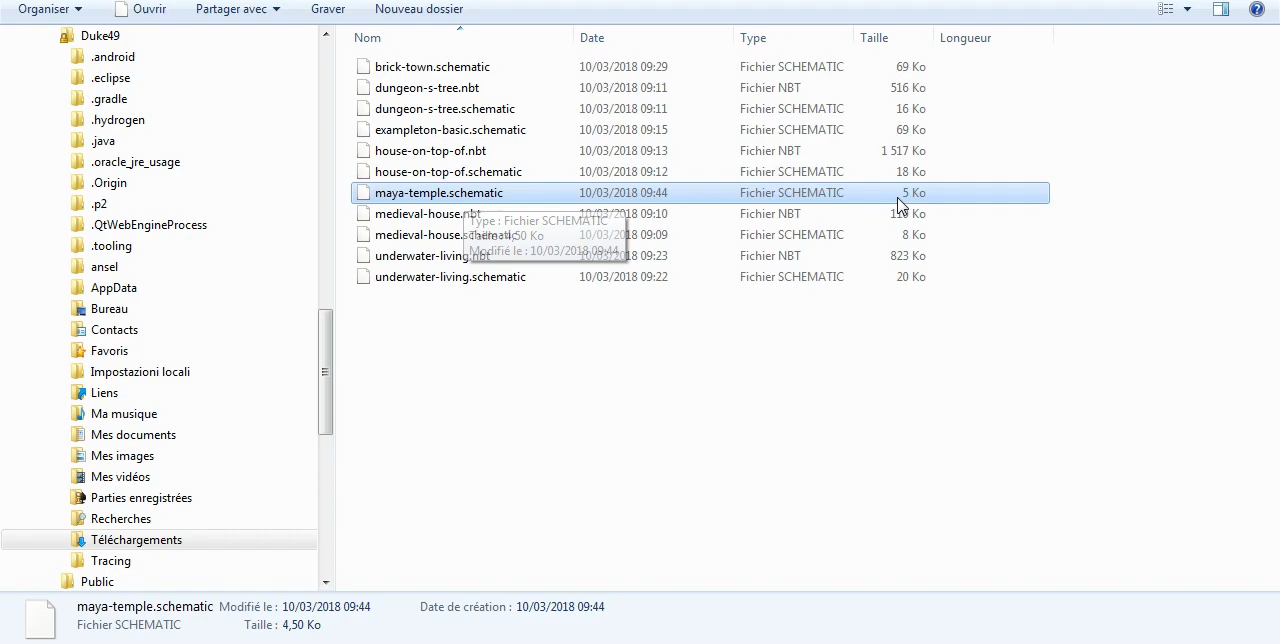 Organiser Ouvrir Partager avec Graver Nouveau dossier
Duke49
.android
.eclipse
.gradle
.hydrogen
.java
.oracle_jre_usage
.Origin
.p2
.QtWebEngineProcess
.tooling
ansel
AppData
Bureau
Contacts
Favoris
Impostazioni locali
Liens
Ma musique
Mes documents
Mes images
Mes vidéos
Parties enregistrées
Recherches
Téléchargements
Tracing
Public
Nom Date Type Taille Longueur
brick-town.schematic 10/03/2018 09:29 Fichier SCHEMATIC 69 Ko
dungeon-s-tree.nbt 10/03/2018 09:11 Fichier NBT 516 Ko
dungeon-s-tree.schematic 10/03/2018 09:11 Fichier SCHEMATIC 16 Ko
exampleton-basic.schematic 10/03/2018 09:15 Fichier SCHEMATIC 69 Ko
house-on-top-of.nbt 10/03/2018 09:13 Fichier NBT 1 517 Ko
house-on-top-of.schematic 10/03/2018 09:12 Fichier SCHEMATIC 18 Ko
maya-temple.schematic 10/03/2018 09:44 Fichier SCHEMATIC 5 Ko
medieval-house.nbt 10/03/2018 09:10 Fichier NBT Ko
medieval-house.schematic 10/03/2018 09:09 Fichier SCHEMATIC 8 Ko
underwater-living.nbt 10/03/2018 09:23 Fichier NBT 823 Ko
underwater-living.schematic 10/03/2018 09:22 Fichier SCHEMATIC 20 Ko
Type : Fichier SCHEMATIC
Taille : 4,50 Ko
Modifié le : 10/03/2018 09:44
maya-temple.schematic Modifié le : 10/03/2018 09:44 Date de création : 10/03/2018 09:44
Fichier SCHEMATIC Taille : 4,50 Ko